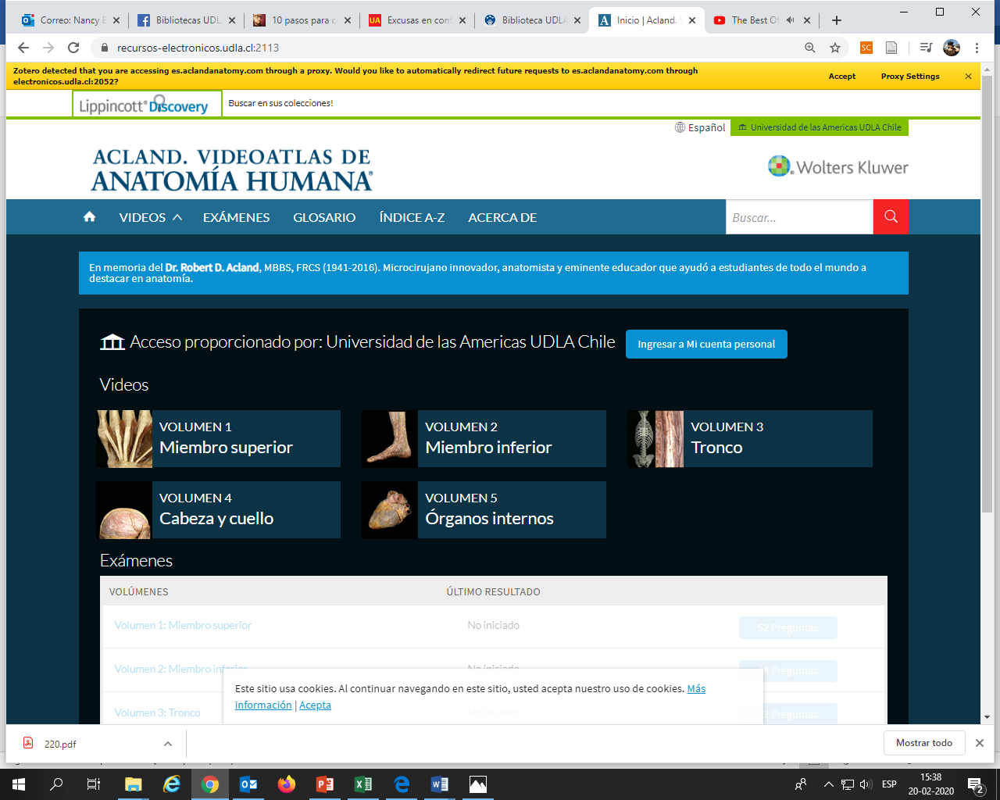 Correo: Nancy B
Bibliotecas UDL
10 pasos para c
UA Excusas en cont
Biblioteca UDLA
A Inicio | Acland.
The Best Of
recursos-electronicos.udla.cl:2113
SC
Zotero detected that you are accessing es.aclandanatomy.com through a proxy. Would you like to automatically redirect future requests to es.aclandanatomy.com through
electronicos.udla.cl:2052?
Accept
Proxy Settings
Lippincott® Discovery
Buscar en sus colecciones!
Español
Universidad de las Americas UDLA Chile
ACLAND. VIDEOATLAS DE
ANATOMÍA HUMANA®
Wolters Kluwer
VIDEOS
EXÁMENES
GLOSARIO
ÍNDICE A-Z
ACERCA DE
Buscar...
En memoria del Dr. Robert D. Acland, MBBS, FRCS (1941-2016). Microcirujano innovador, anatomista y eminente educador que ayudó a estudiantes de todo el mundo a
destacar en anatomía.
Acceso proporcionado por: Universidad de las Americas UDLA Chile
Ingresar a Mi cuenta personal
Videos
VOLUMEN 1
Miembro superior
VOLUMEN 2
Miembro inferior
VOLUMEN 3
Tronco
VOLUMEN 4
Cabeza y cuello
VOLUMEN 5
Órganos internos
Exámenes
VOLÚMENES
ÚLTIMO RESULTADO
Volumen 1: Miembro superior
No iniciado
52 Preguntas
Volumen 2: Miembro inferior
No iniciado
Preguntas
Volumen 3: Tronco
Preguntas
Este sitio usa cookies. Al continuar navegando en este sitio, usted acepta nuestro uso de cookies. Más
información | Acepta
220.pdf
Mostrar todo
ESP
15:38
20-02-2020
2